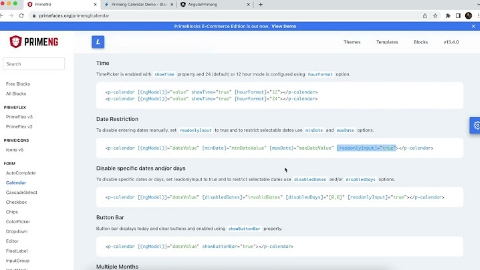 PrimeNG
Primeng Calendar Demo - St
AngularPrimeng
primefaces.org/primeng/calendar
PrimeBlocks E-Commerce Edition is out now View Demo
PRIMENG
Themes
Templates
Blocks
v13.4.0
Search
Free Blocks
All Blocks
PRIMEFLEX
PrimeFlex v3
PrimeFlex v2
PRIMEICONS
Icons v5
FORM
AutoComplete
Calendar
CascadeSelect
Checkbox
Chips
ColorPicker
Dropdown
Editor
FloatLabel
InputGroup
Time
TimePicker is enabled with showTime property and 24 (default) or 12 hour mode is configured using hourFormat option.
<p-calendar [(ngModel)]="value" showTime="true" [hourFormat]="12"></p-calendar>
<p-calendar [(ngModel)]="value" showTime="true" [hourFormat]="24"></p-calendar>
Date Restriction
To disable entering dates manually, set readonlyInput to true and to restrict selectable dates use minDate and maxDate options.
<p-calendar [(ngModel)]="dateValue" [minDate]="minDateValue" [maxDate]="maxDateValue" [readonlyInput]="true"></p-calendar>
Disable specific dates and/or days
To disable specific dates or days, set readonlyInput to true and to restrict selectable dates use disabledDates and/or disabledDays options.
<p-calendar [(ngModel)]="dateValue" [disabledDates]="invalidDates" [disabledDays]="[0,6]" [readonlyInput]="true"></p-calendar>
Button Bar
Button bar displays today and clear buttons and enabled using showButtonBar property.
<p-calendar [(ngModel)]="dateValue" showButtonBar="true"></p-calendar>
Multiple Months